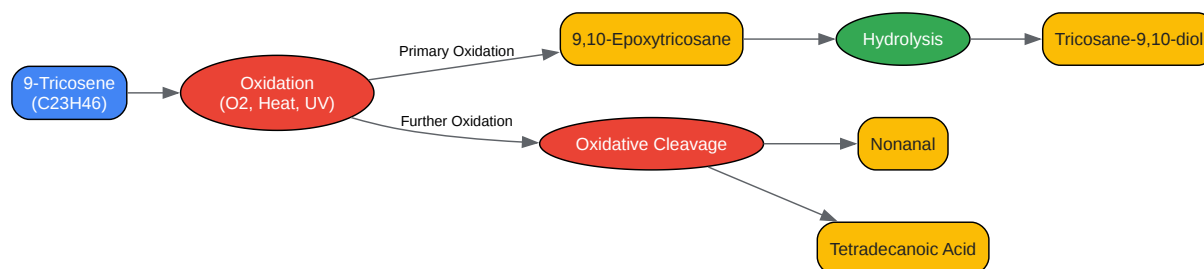 9-Tricosene
(C23H46)
Oxidation
(O2, Heat, UV)
Primary Oxidation
Further Oxidation
9,10-Epoxytricosane
Hydrolysis
Tricosane-9,10-diol
Oxidative Cleavage
Nonanal
Tetradecanoic Acid